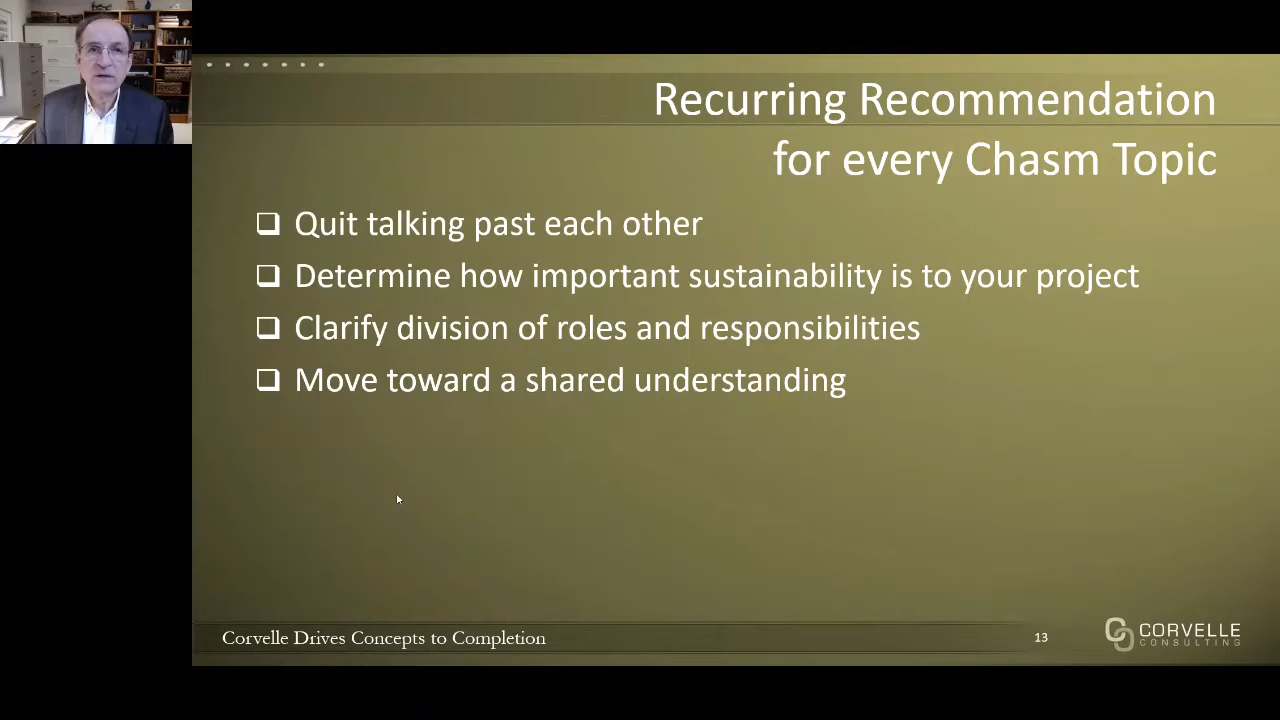 Recurring Recommendation
for every Chasm Topic
Quit talking past each other
Determine how important sustainability is to your project
Clarify division of roles and responsibilities
Move toward a shared understanding
Corvelle Drives Concepts to Completion
13
CORVELLE
CONSULTING